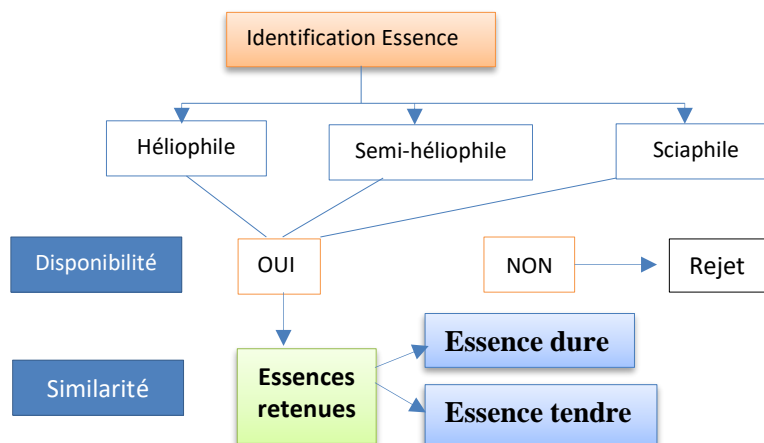 Identification Essence
Héliophile
Semi-héliophile
Sciaphile
Disponibilité
OUI
NON
Rejet
Similarité
Essences
retenues
Essence dure
Essence tendre